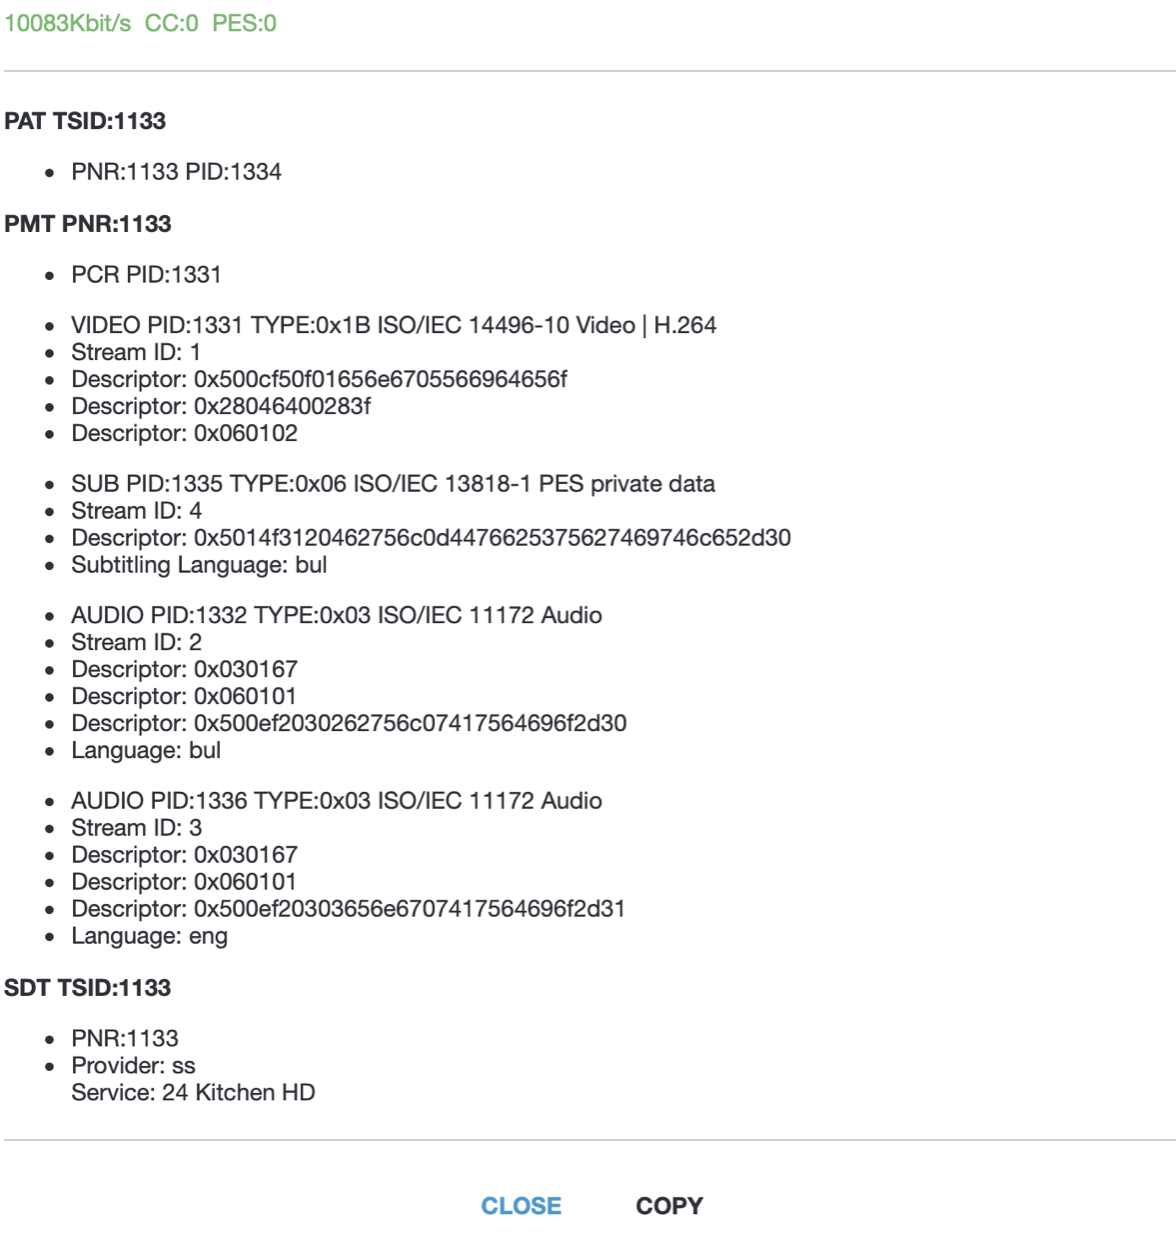 10083Kbit/s CC:0 PES:0
PAT TSID:1133
• PNR:1133 PID:1334
PMT PNR:1133
• PCR PID:1331
• VIDEO PID:1331 TYPE:0x1B ISO/IEC 14496-10 Video | H.264
• Stream ID: 1
• Descriptor: 0x500cf50f01656e6705566964656f
• Descriptor: 0x28046400283f
• Descriptor: 0x060102
• SUB PID:1335 TYPE:0x06 ISO/IEC 13818-1 PES private data
• Stream ID: 4
• Descriptor: 0x5014f3120462756c0d4476625375627469746c652d30
• Subtitling Language: bul
• AUDIO PID:1332 TYPE:0x03 ISO/IEC 11172 Audio
• Stream ID: 2
• Descriptor: 0x030167
• Descriptor: 0x060101
• Descriptor: 0x500ef2030262756c07417564696f2d30
• Language: bul
• AUDIO PID:1336 TYPE:0x03 ISO/IEC 11172 Audio
• Stream ID: 3
• Descriptor: 0x030167
• Descriptor: 0x060101
• Descriptor: 0x500ef20303656e6707417564696f2d31
• Language: eng
SDT TSID:1133
• PNR:1133
• Provider: ss
Service: 24 Kitchen HD
CLOSE COPY